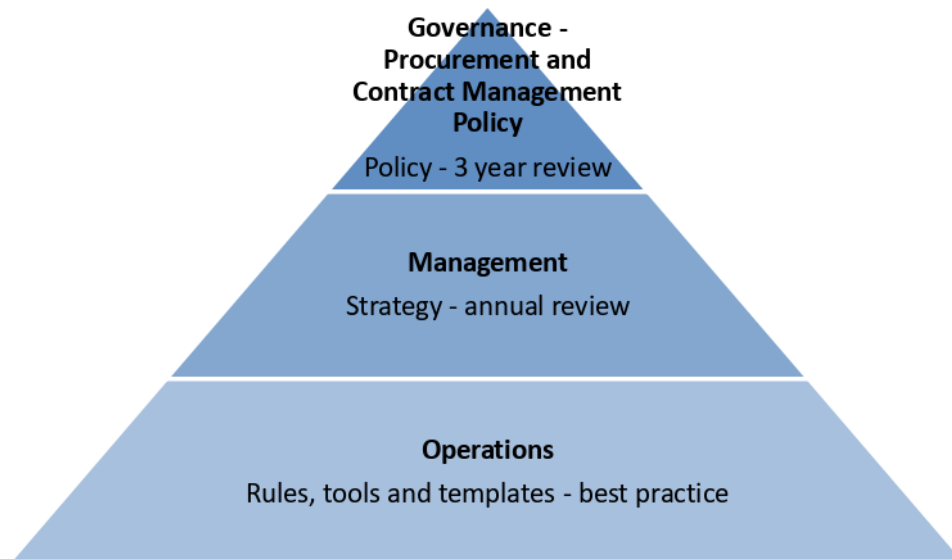 Governance -
Procurement and
Contract Management
Policy
Policy - 3 year review
Management
Strategy - annual review
Operations
Rules, tools and templates - best practice